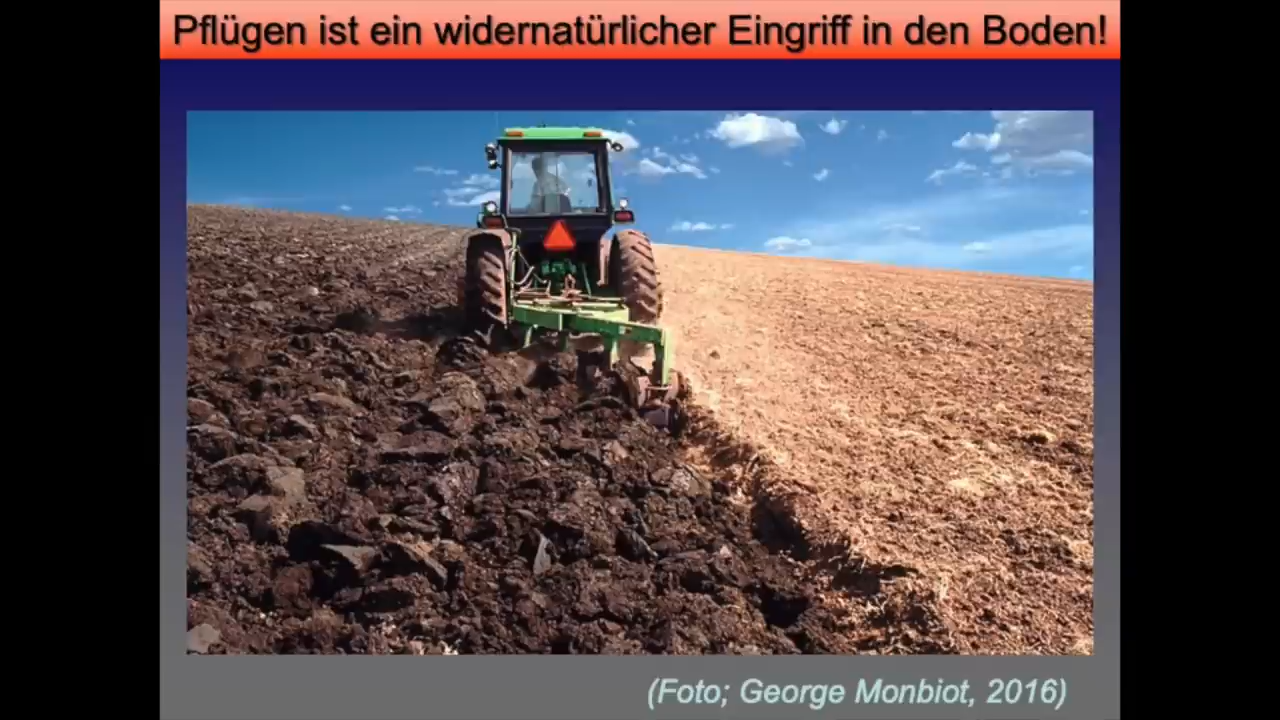 Pflügen ist ein widernatürlicher Eingriff in den Boden!
(Foto; George Monbiot, 2016)